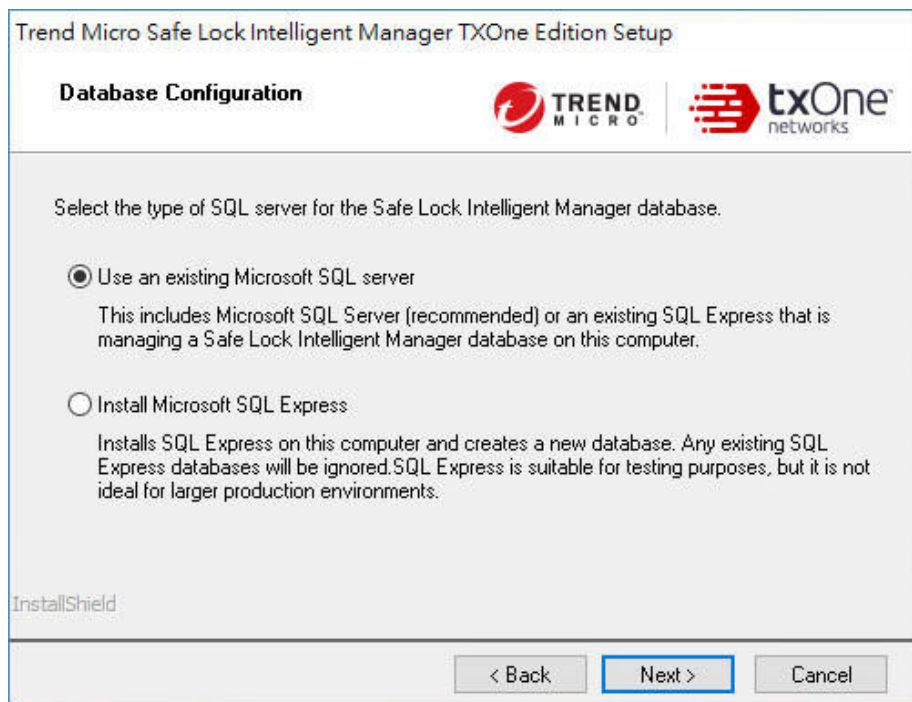 Trend Micro Safe Lock Intelligent Manager TXOne Edition Setup
Database Configuration
TREND
MICRO
txOne
networks
Select the type of SQL server for the Safe Lock Intelligent Manager database.
Use an existing Microsoft SQL server
This includes Microsoft SQL Server (recommended) or an existing SQL Express that is
managing a Safe Lock Intelligent Manager database on this computer.
Install Microsoft SQL Express
Installs SQL Express on this computer and creates a new database. Any existing SQL
Express databases will be ignored.SQL Express is suitable for testing purposes, but it is not
ideal for larger production environments.
InstallShield
< Back Next > Cancel